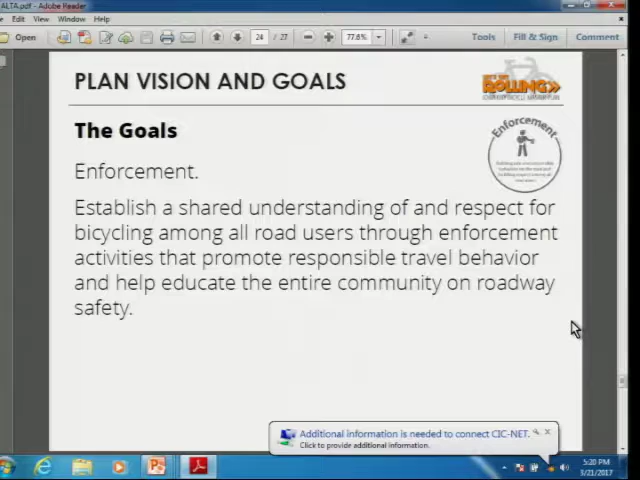 ALTA.pdf - Adobe Reader
Edit View Window Help
Open 24 / 27 77.6% Tools Fill & Sign Comment
PLAN VISION AND GOALS
ROLLING>>
The Goals
Enforcement
Enforcement.
Establish a shared understanding of and respect for
bicycling among all road users through enforcement
activities that promote responsible travel behavior
and help educate the entire community on roadway
safety.
Additional information is needed to connect CIC-NET.
Click to provide additional information.
5:20 PM
3/21/2017